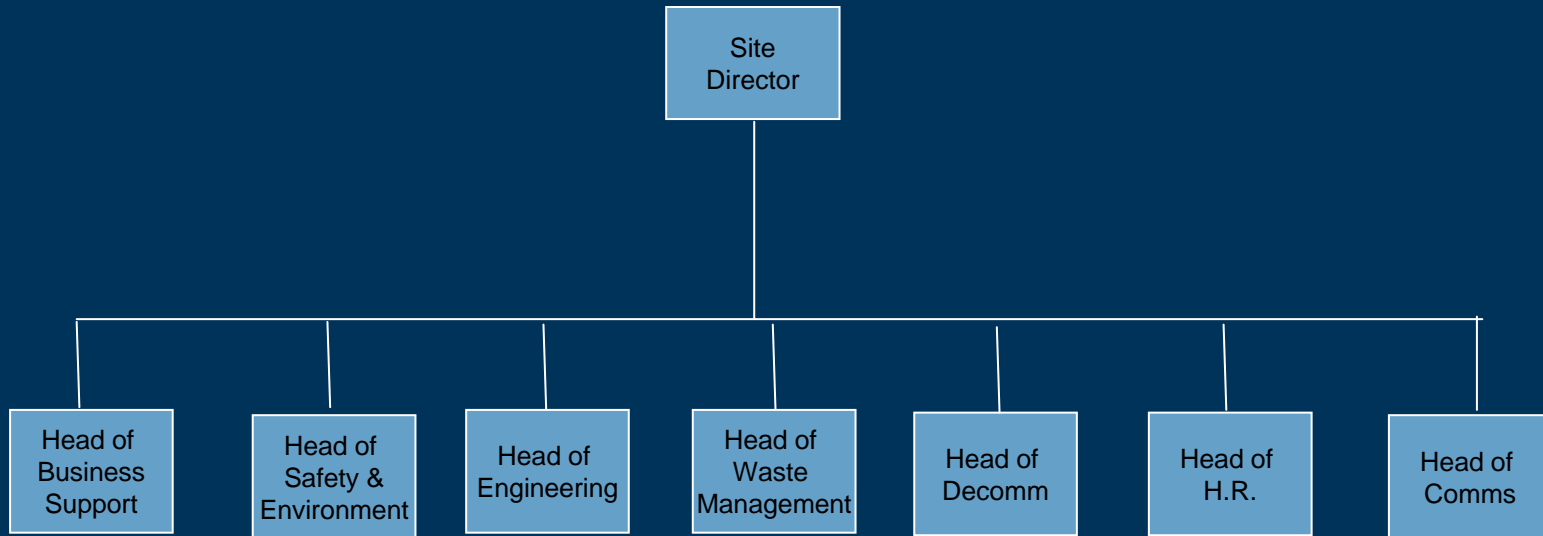 Site
Director
Head of
Business
Support
Head of
Safety &
Environment
Head of
Engineering
Head of
Waste
Management
Head of
Decomm
Head of
H.R.
Head of
Comms